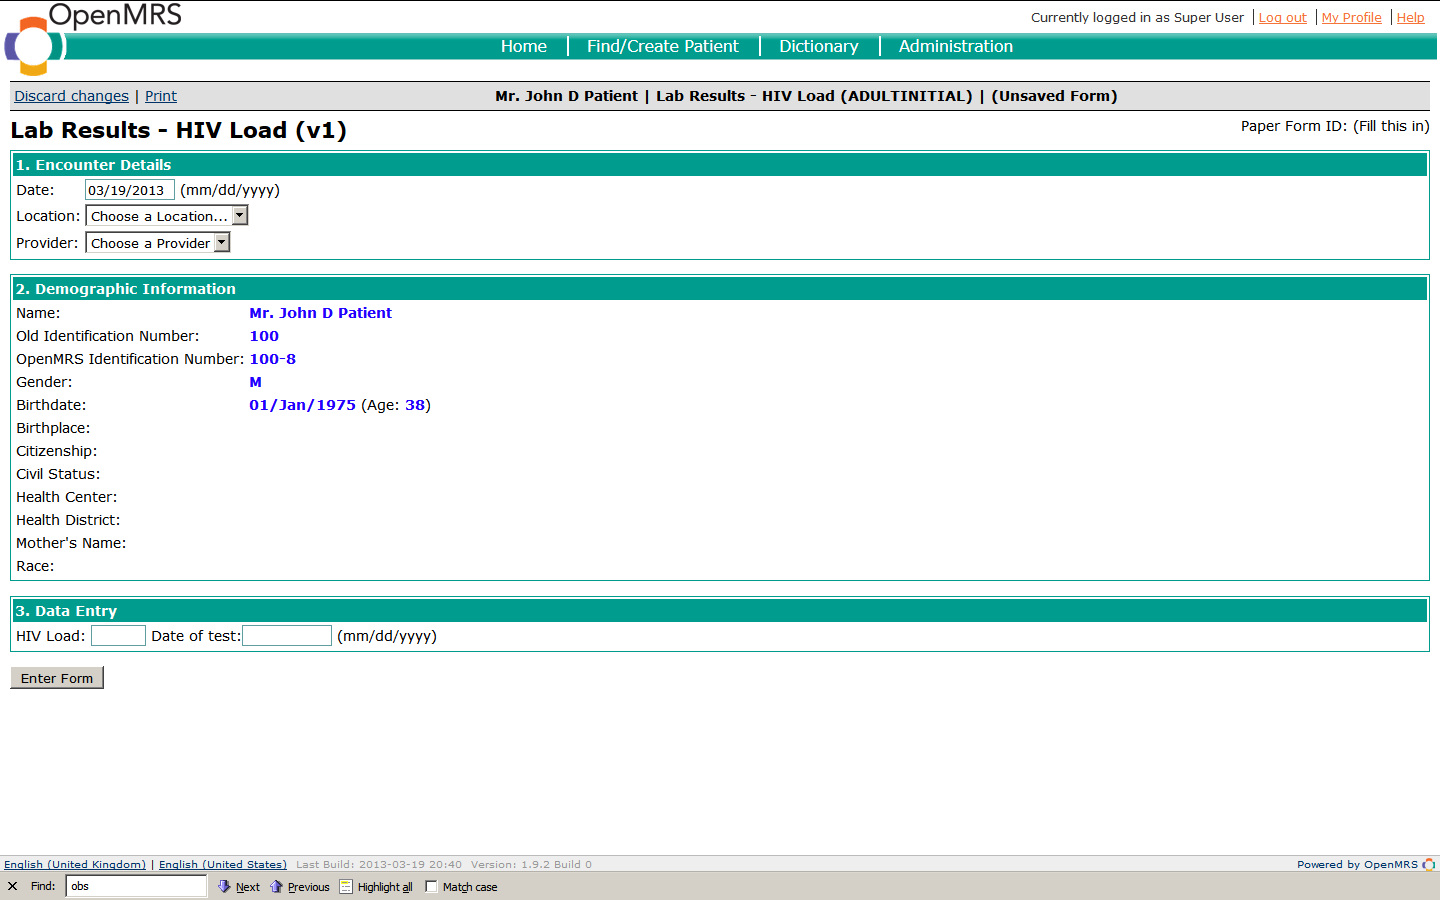 OpenMRS
Currently logged in as Super User | Log out | My Profile | Help
Home | Find/Create Patient | Dictionary | Administration
Discard changes | Print
Mr. John D Patient | Lab Results - HIV Load (ADULTINITIAL) | (Unsaved Form)
Lab Results - HIV Load (v1)
Paper Form ID: (Fill this in)
1. Encounter Details
Date: 03/19/2013 (mm/dd/yyyy)
Location: Choose a Location...
Provider: Choose a Provider
2. Demographic Information
Name: Mr. John D Patient
Old Identification Number: 100
OpenMRS Identification Number: 100-8
Gender: M
Birthdate: 01/Jan/1975 (Age: 38)
Birthplace:
Citizenship:
Civil Status:
Health Center:
Health District:
Mother's Name:
Race:
3. Data Entry
HIV Load: Date of test: (mm/dd/yyyy)
Enter Form
English (United Kingdom) | English (United States) Last Build: 2013-03-19 20:40 Version: 1.9.2 Build 0
Powered by OpenMRS
Find: obs Next Previous Highlight all Match case